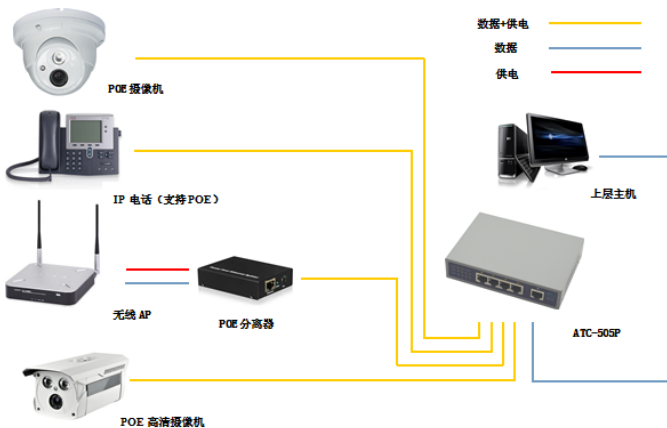 数据+供电
数据
供电
POE 摄像机
IP 电话（支持 POE）
上层主机
无线 AP
POE 分离器
ATC-505P
POE 高清摄像机